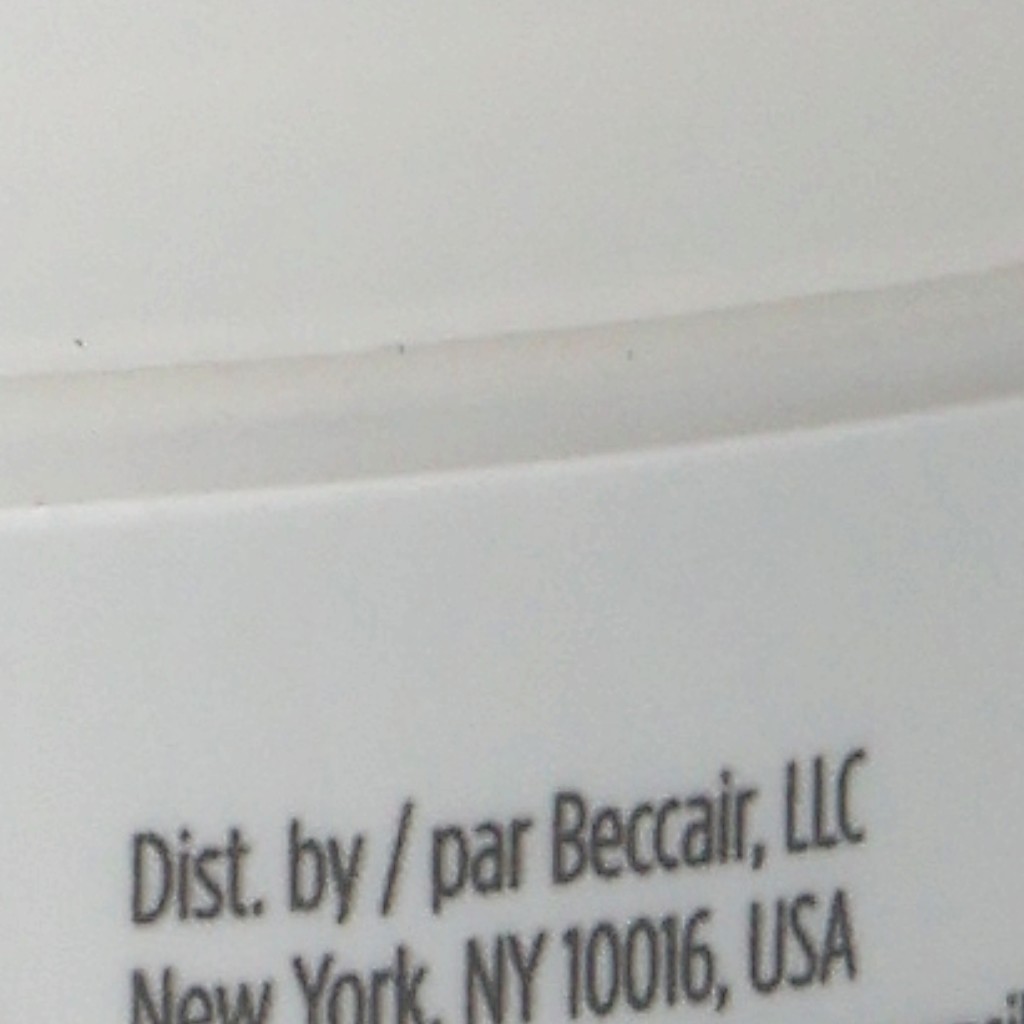 Dist. by / par Beccair, LLC
New York, NY 10016, USA